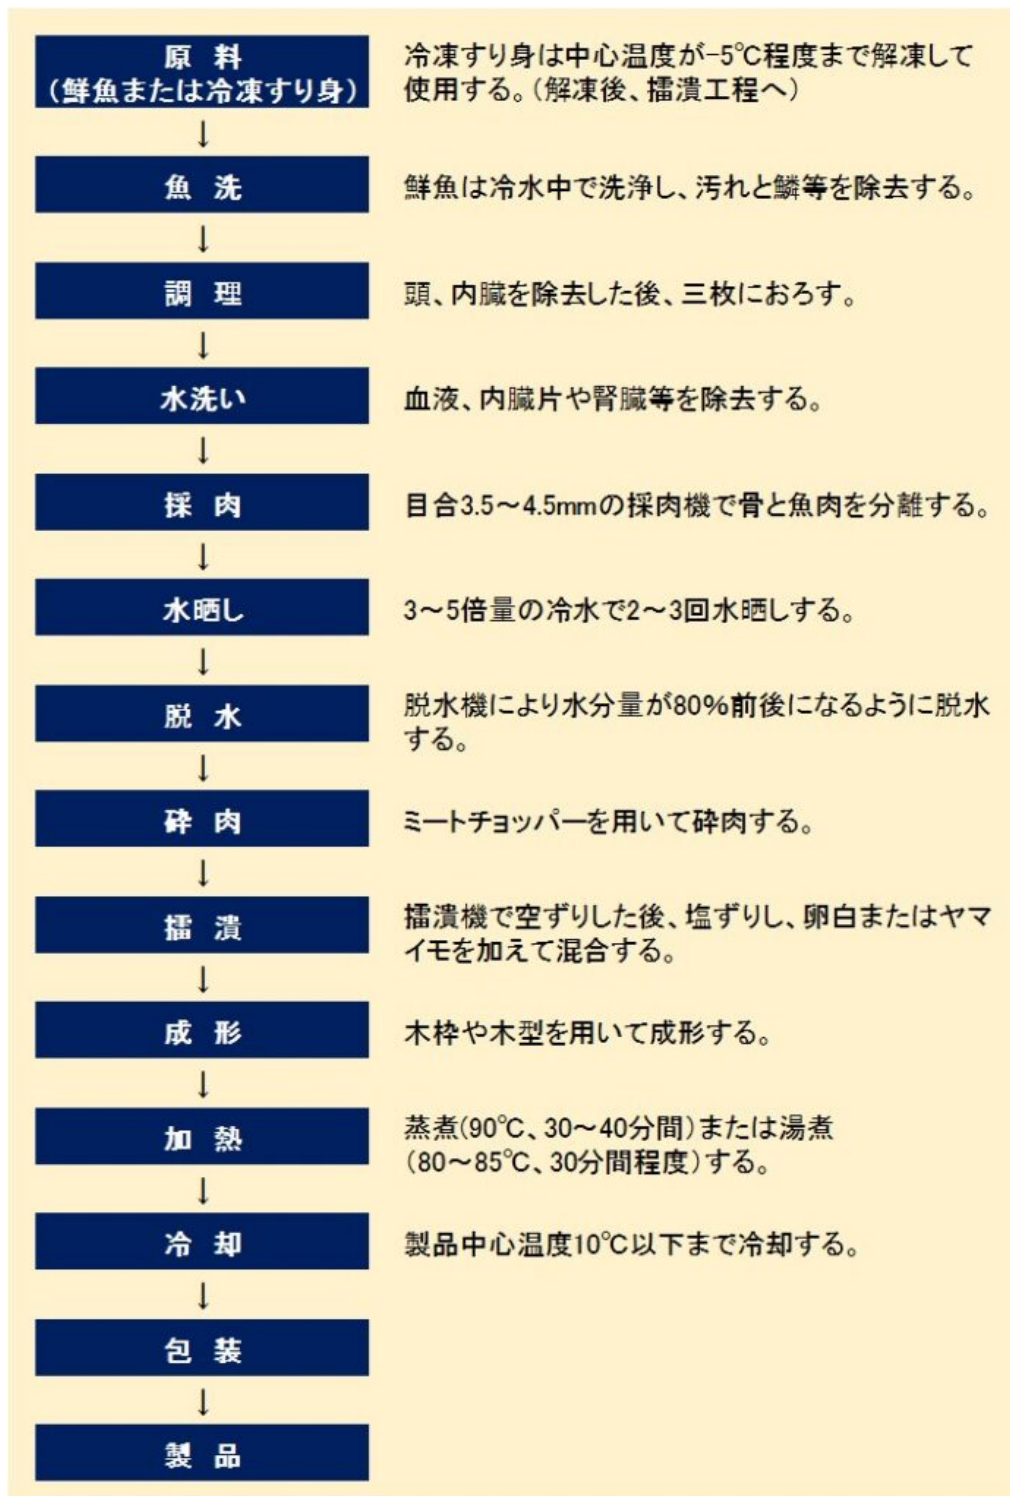 原 料
（鮮魚または冷凍すり身）
冷凍すり身は中心温度が-5℃程度まで解凍して
使用する。（解凍後、擂潰工程へ）
↓
魚 洗
鮮魚は冷水中で洗浄し、汚れと鱗等を除去する。
↓
調 理
頭、内臓を除去した後、三枚におろす。
↓
水洗い
血液、内臓片や腎臓等を除去する。
↓
採 肉
目合3.5～4.5mmの採肉機で骨と魚肉を分離する。
↓
水晒し
3～5倍量の冷水で2～3回水晒しする。
↓
脱 水
脱水機により水分量が80％前後になるように脱水
する。
↓
砕 肉
ミートチョッパーを用いて砕肉する。
↓
擂 潰
擂潰機で空ずりした後、塩ずりし、卵白またはヤマ
イモを加えて混合する。
↓
成 形
木枠や木型を用いて成形する。
↓
加 熱
蒸煮(90℃、30～40分間)または湯煮
（80～85℃、30分間程度）する。
↓
冷 却
製品中心温度10℃以下まで冷却する。
↓
包 装
↓
製 品